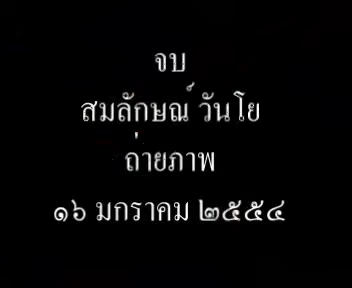 จบ
สมลักษณ์ วันโย
ถ่ายภาพ
๑๖ มกราคม ๒๕๕๔